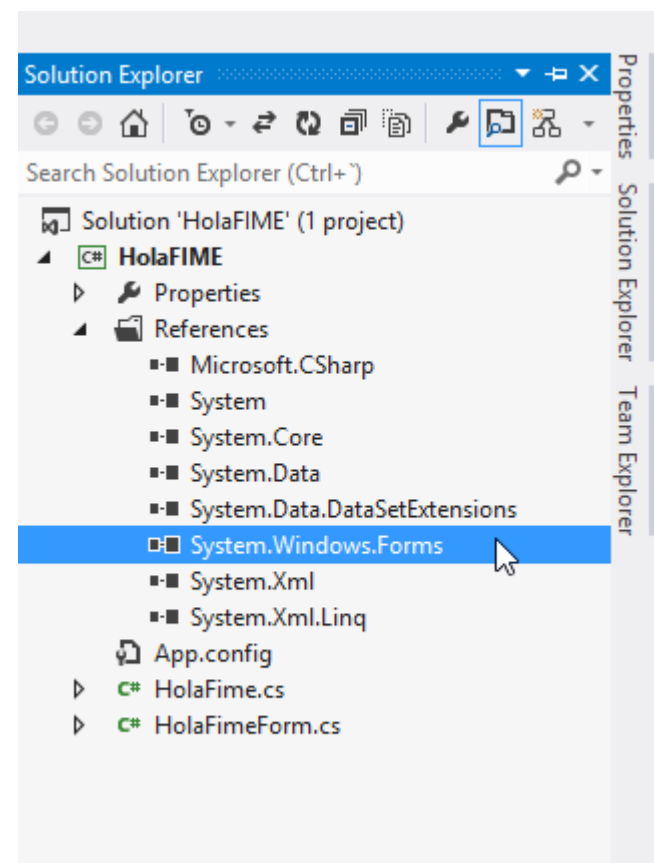 Solution Explorer
Search Solution Explorer (Ctrl+`)
Solution 'HolaFIME' (1 project)
C# HolaFIME
Properties
References
Microsoft.CSharp
System
System.Core
System.Data
System.Data.DataSetExtensions
System.Windows.Forms
System.Xml
System.Xml.Linq
App.config
C# HolaFime.cs
C# HolaFimeForm.cs
Properties
Solution Explorer
Team Explorer